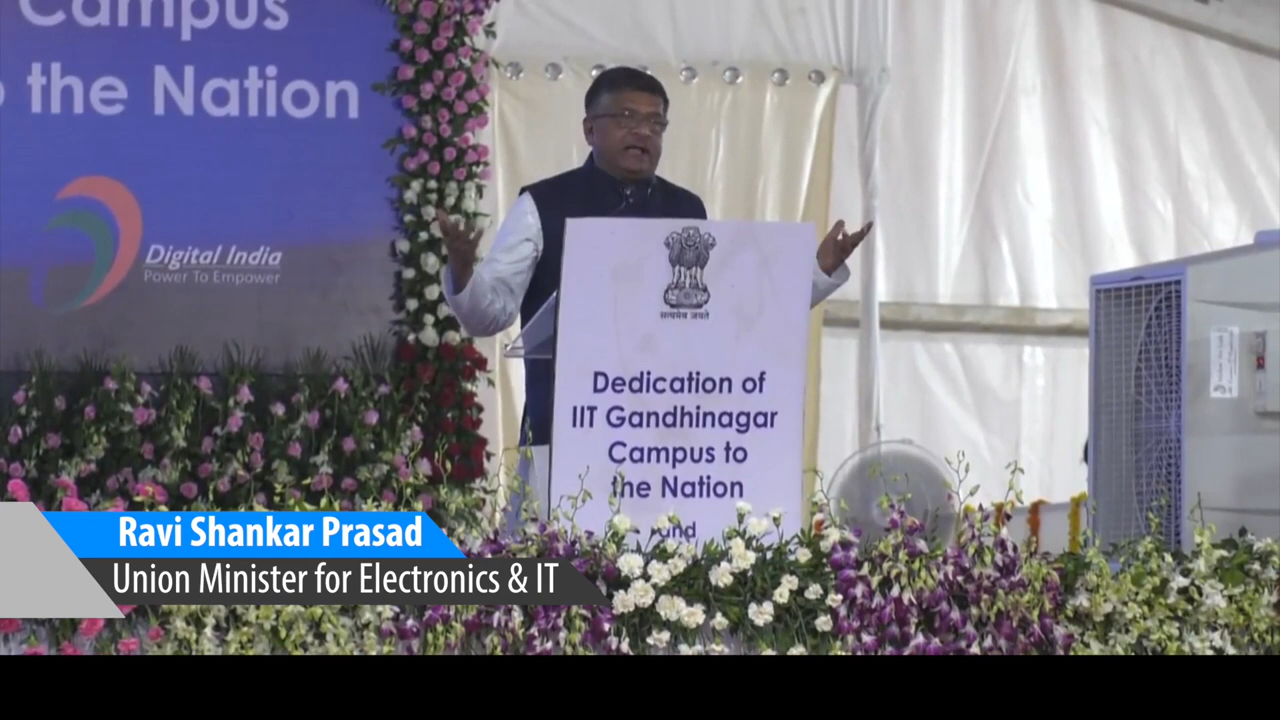 Campus
the Nation
Digital India
Power To Empower
सत्यमेव जयते
Dedication of
IIT Gandhinagar
Campus to
the Nation
and
Ravi Shankar Prasad
Union Minister for Electronics & IT